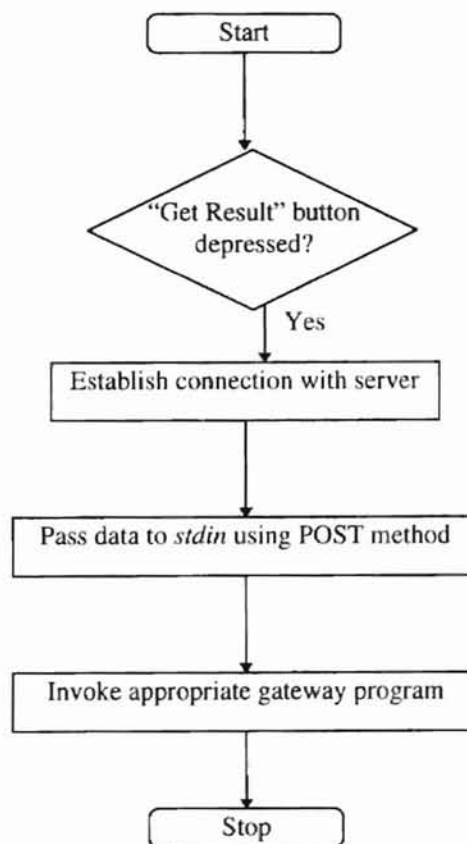 Start
“Get Result” button
depressed?
Yes
Establish connection with server
Pass data to stdin using POST method
Invoke appropriate gateway program
Stop